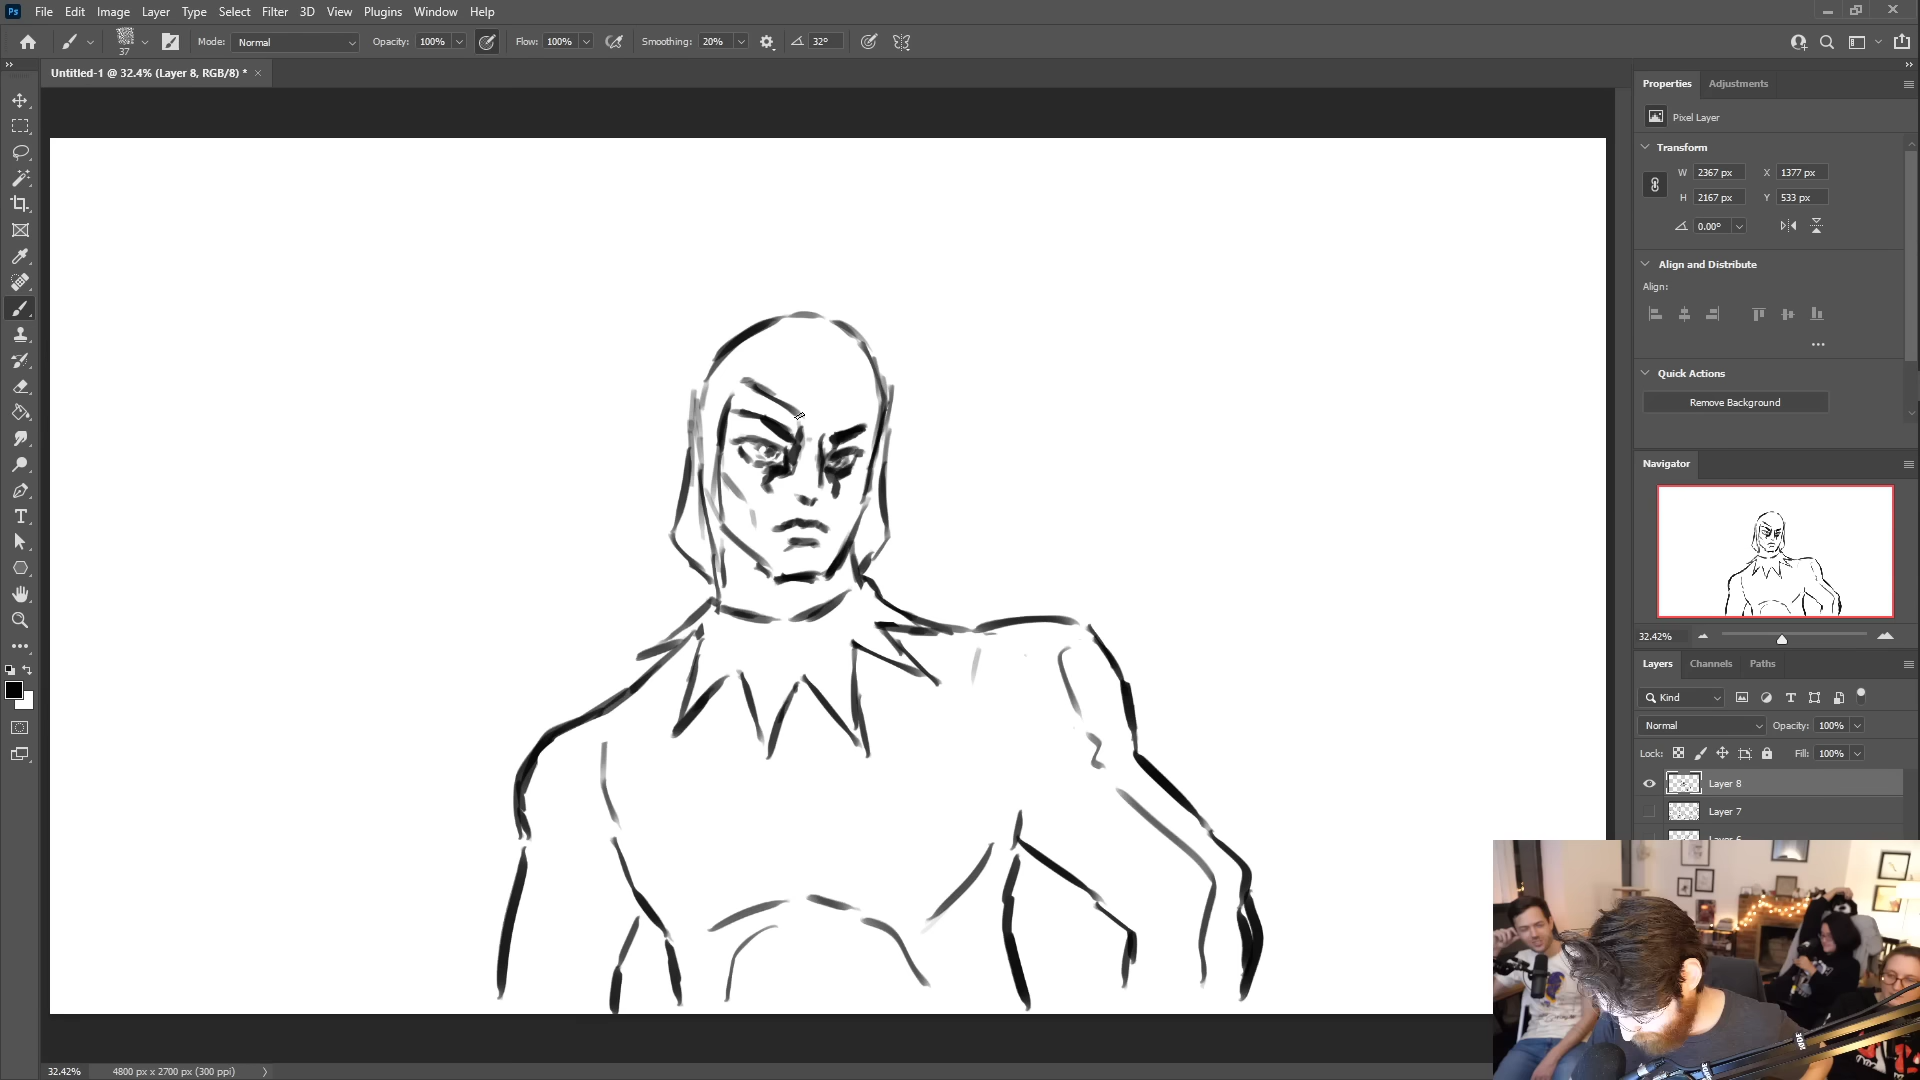 Ps File Edit Image Layer Type Select Filter 3D View Plugins Window Help
37 Mode: Normal Opacity: 100% Flow: 100% Smoothing: 20% 32°
Untitled-1 @ 32.4% (Layer 8, RGB/8) *
Properties Adjustments
Pixel Layer
Transform
W 2367 px X 1377 px
H 2167 px Y 533 px
0.00°
Align and Distribute
Align:
Quick Actions
Remove Background
Navigator
32.42%
Layers Channels Paths
Kind
Normal Opacity: 100%
Lock: Fill: 100%
Layer 8
Layer 7
Layer 6
32.42% 4800 px x 2700 px (300 ppi)